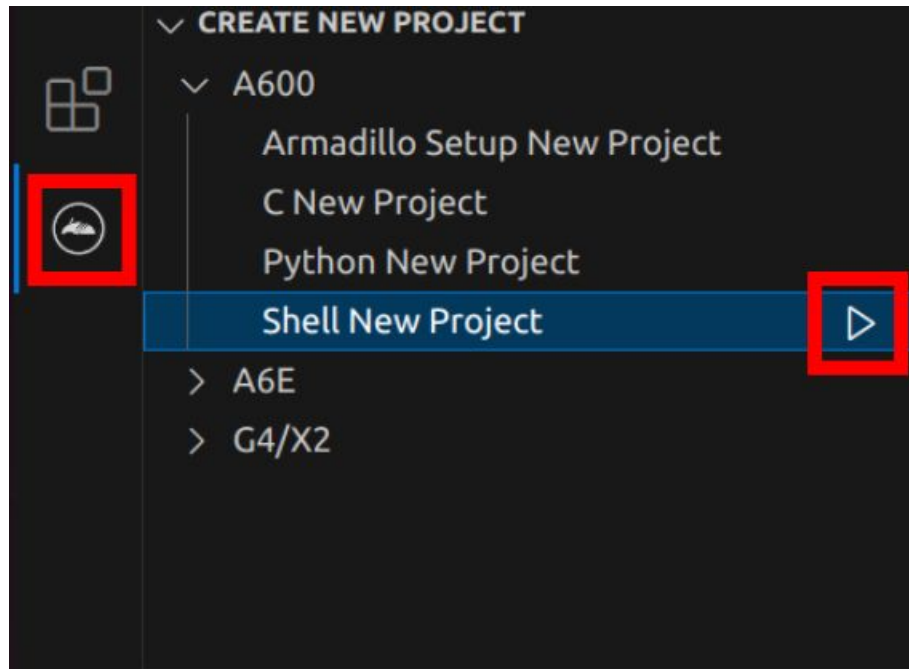 CREATE NEW PROJECT
A600
Armadillo Setup New Project
C New Project
Python New Project
Shell New Project
A6E
G4/X2